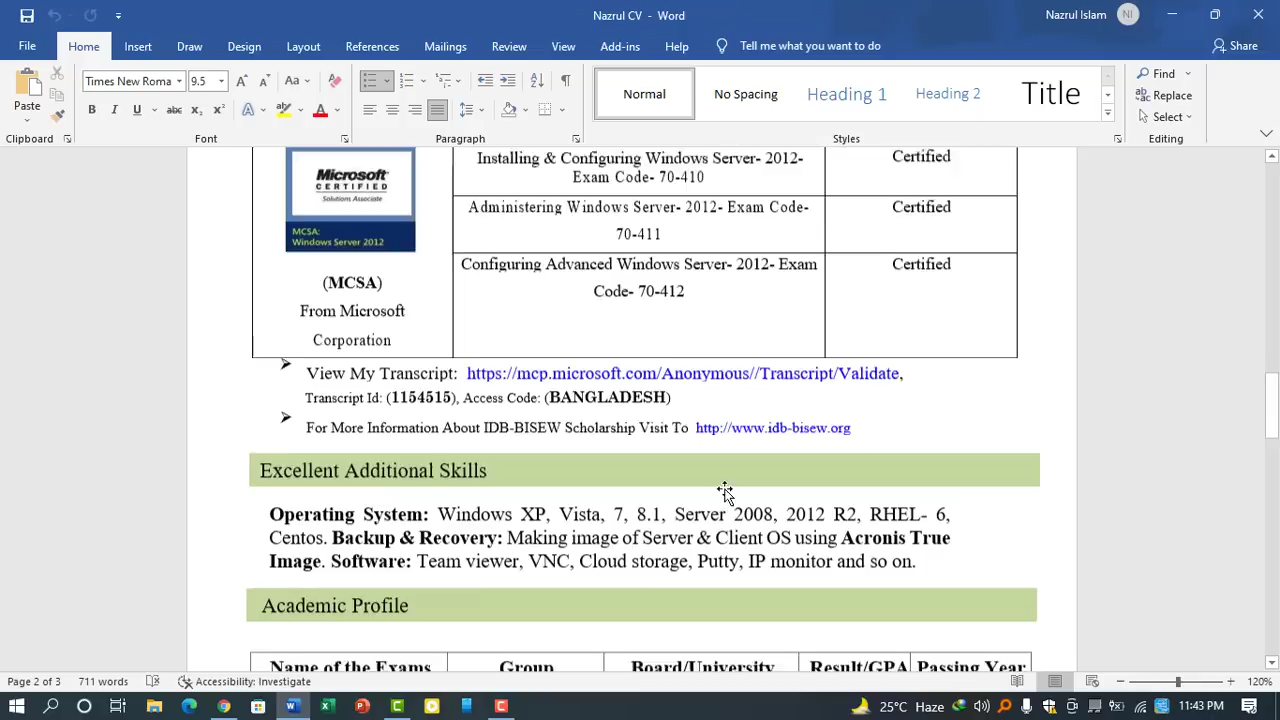 Nazrul CV - Word
Nazrul Islam
NI
File
Home
Insert
Draw
Design
Layout
References
Mailings
Review
View
Add-ins
Help
Tell me what you want to do
Share
Paste
Times New Roma
9.5
Aa
Normal
No Spacing
Heading 1
Heading 2
Title
Find
Replace
Select
Clipboard
Font
Paragraph
Styles
Editing
Microsoft
CERTIFIED
Solutions Associate
MCSA:
Windows Server 2012
(MCSA)
From Microsoft
Corporation
Installing & Configuring Windows Server- 2012-
Exam Code- 70-410
Certified
Administering Windows Server- 2012- Exam Code-
70-411
Certified
Configuring Advanced Windows Server- 2012- Exam
Code- 70-412
Certified
View My Transcript: https://mcp.microsoft.com/Anonymous//Transcript/Validate,
Transcript Id: (1154515), Access Code: (BANGLADESH)
For More Information About IDB-BISEW Scholarship Visit To http://www.idb-bisew.org
Excellent Additional Skills
Operating System: Windows XP, Vista, 7, 8.1, Server 2008, 2012 R2, RHEL- 6,
Centos. Backup & Recovery: Making image of Server & Client OS using Acronis True
Image. Software: Team viewer, VNC, Cloud storage, Putty, IP monitor and so on.
Academic Profile
Name of the Exams
Group
Board/University
Result/GPA
Passing Year
Page 2 of 3
711 words
Accessibility: Investigate
120%
25°C Haze
11:43 PM